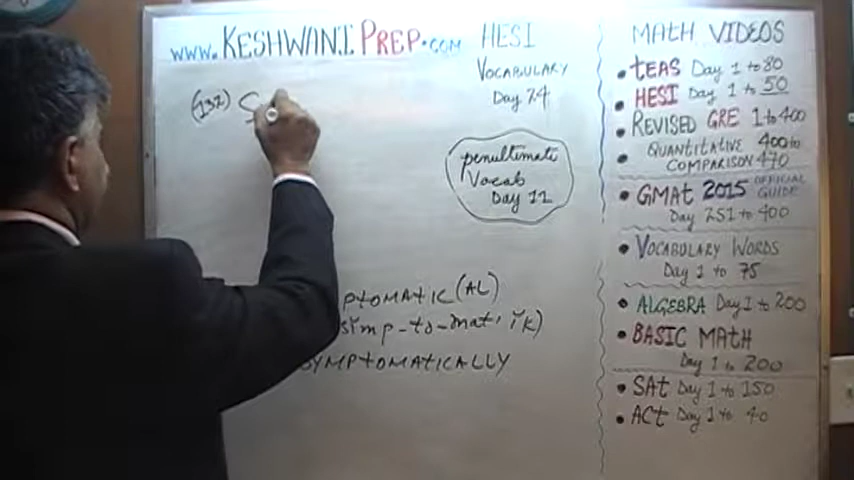 www.KESHWANIPREP.com
(132) S
PTOMATIC (AL)
simp-to-mat'ik)
SYMPTOMATICALLY
HESI
VOCABULARY
Day 24
penultimate
Vocab
Day 11
MATH VIDEOS
• TEAS Day 1 to 80
• HESI Day 1 to 50
• REVISED GRE 1 to 400
• QUANTITATIVE 400 to
COMPARISON 470
• GMAT 2015 OFFICIAL GUIDE
Day 251 to 400
• VOCABULARY WORDS
Day 1 to 75
• ALGEBRA Day 1 to 200
• BASIC MATH
Day 1 to 200
• SAT Day 1 to 150
• ACT Day 1 to 40